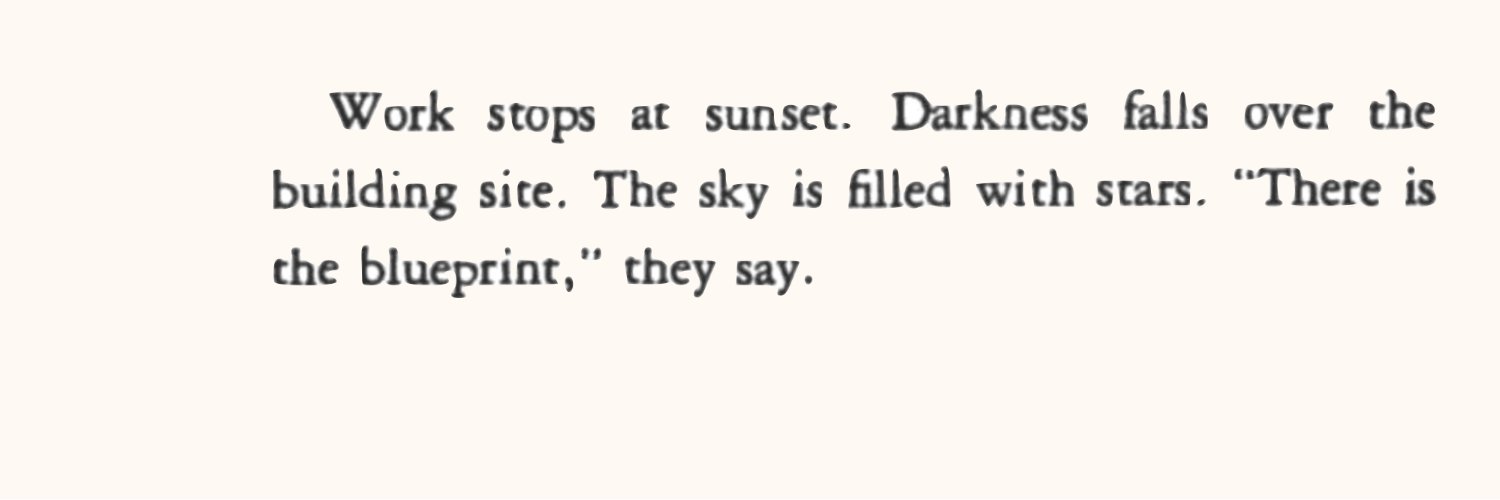 Work stops at sunset. Darkness falls over the
building site. The sky is filled with stars. “There is
the blueprint,” they say.